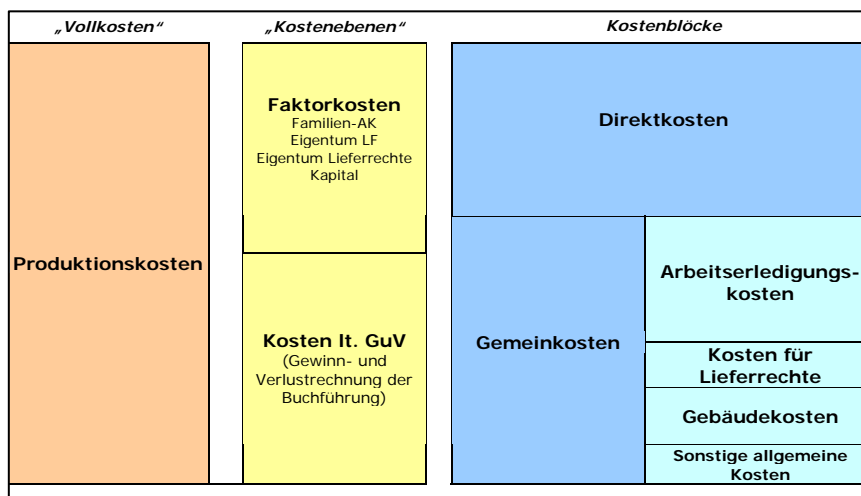 „Vollkosten“
„Kostenebenen“
Kostenblöcke
Produktionskosten
Faktorkosten
Familien-AK
Eigentum LF
Eigentum Lieferrechte
Kapital
Kosten lt. GuV
(Gewinn- und
Verlustrechnung der
Buchführung)
Direktkosten
Gemeinkosten
Arbeitserledigungs-
kosten
Kosten für
Lieferrechte
Gebäudekosten
Sonstige allgemeine
Kosten